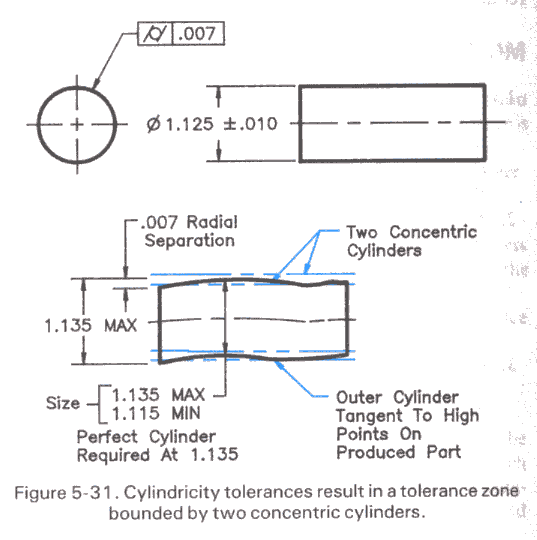 .007
Ø 1.125 ±.010
.007 Radial
Separation
Two Concentric
Cylinders
1.135 MAX
Size
1.135 MAX
1.115 MIN
Perfect Cylinder
Required At 1.135
Outer Cylinder
Tangent To High
Points On
Produced Part
Figure 5-31. Cylindricity tolerances result in a tolerance zone
bounded by two concentric cylinders.